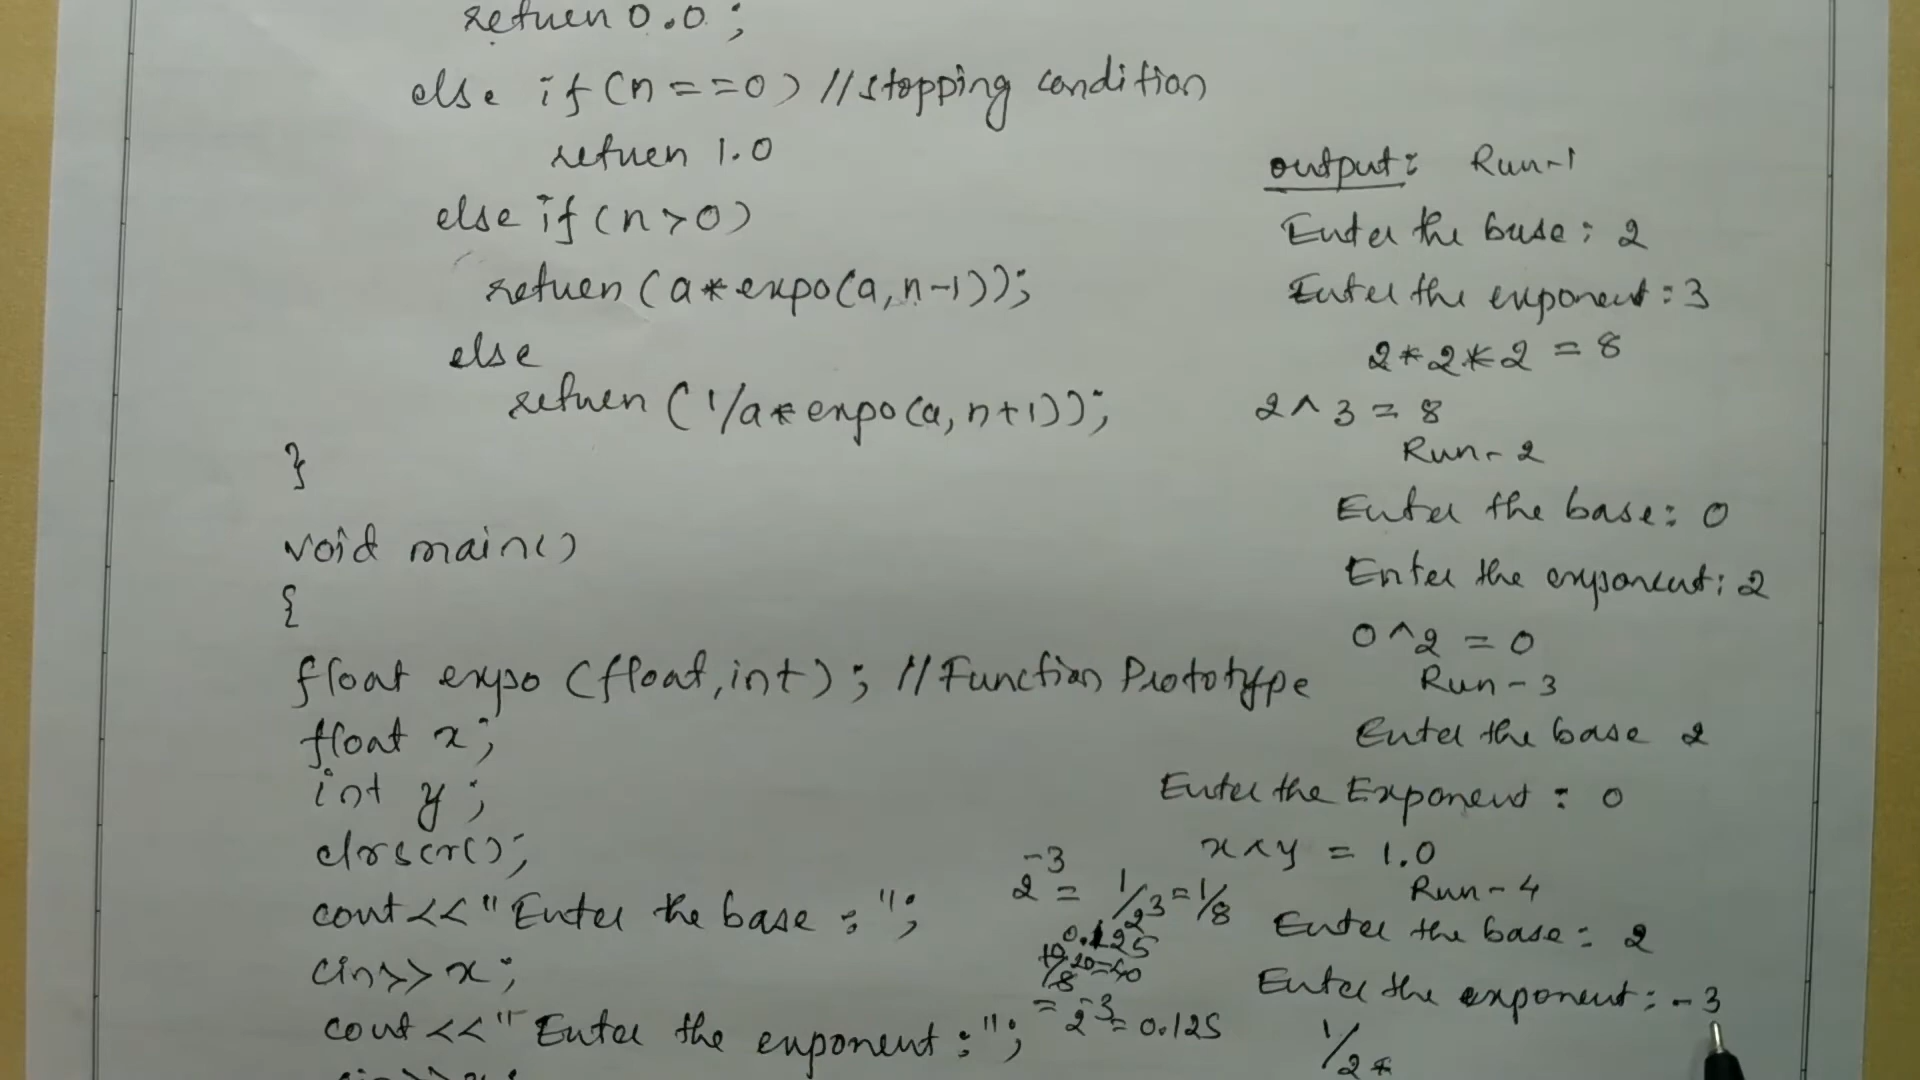 return 0.0;
else if(n==0) //stopping condition
return 1.0
else if(n>0)
return(a*expo(a,n-1));
else
return(1/a*expo(a,n+1));
}
void main()
{
float expo(float,int); //Function Prototype
float x;
int y;
clrscr();
cout<<"Enter the base : ";
cin>>x;
cout<<"Enter the exponent :";
2^-3 = 1/2^3 = 1/8
0.125
= 2^-3 = 0.125
output: Run-1
Enter the base: 2
Enter the exponent: 3
2*2*2 = 8
2^3 = 8
Run-2
Enter the base: 0
Enter the exponent: 2
0^2 = 0
Run-3
Enter the base 2
Enter the Exponent : 0
x^y = 1.0
Run-4
Enter the base: 2
Enter the exponent: -3
1/2*